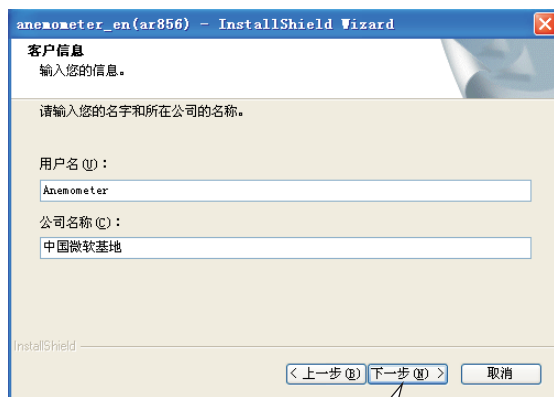 anemometer_en(ar856) - InstallShield Wizard
客户信息
输入您的信息。
请输入您的名字和所在公司的名称。
用户名(U)：
Anemometer
公司名称(C)：
中国微软基地
InstallShield
< 上一步(B) 下一步(N) > 取消